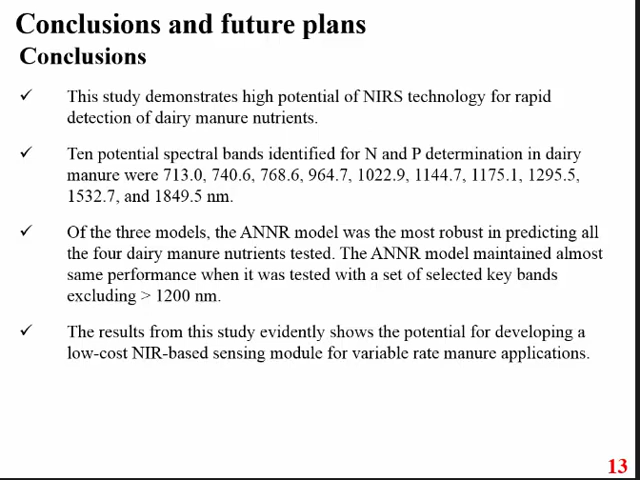 Conclusions and future plans
Conclusions
✓ This study demonstrates high potential of NIRS technology for rapid
detection of dairy manure nutrients.
✓ Ten potential spectral bands identified for N and P determination in dairy
manure were 713.0, 740.6, 768.6, 964.7, 1022.9, 1144.7, 1175.1, 1295.5,
1532.7, and 1849.5 nm.
✓ Of the three models, the ANNR model was the most robust in predicting all
the four dairy manure nutrients tested. The ANNR model maintained almost
same performance when it was tested with a set of selected key bands
excluding > 1200 nm.
✓ The results from this study evidently shows the potential for developing a
low-cost NIR-based sensing module for variable rate manure applications.
13